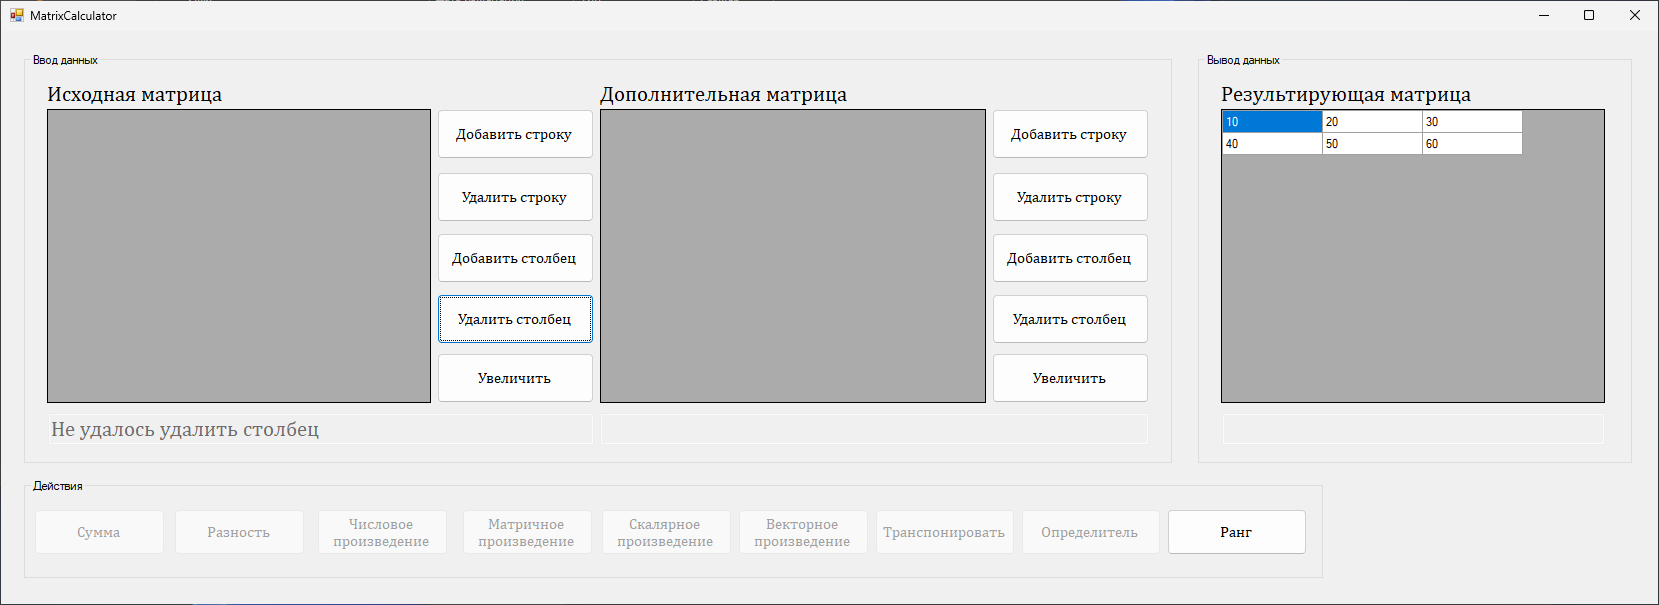 MatrixCalculator
Ввод данных
Исходная матрица
Дополнительная матрица
Добавить строку
Удалить строку
Добавить столбец
Удалить столбец
Увеличить
Добавить строку
Удалить строку
Добавить столбец
Удалить столбец
Увеличить
Не удалось удалить столбец
Вывод данных
Результирующая матрица
10 20 30
40 50 60
Действия
Сумма
Разность
Числовое
произведение
Матричное
произведение
Скалярное
произведение
Векторное
произведение
Транспонировать
Определитель
Ранг